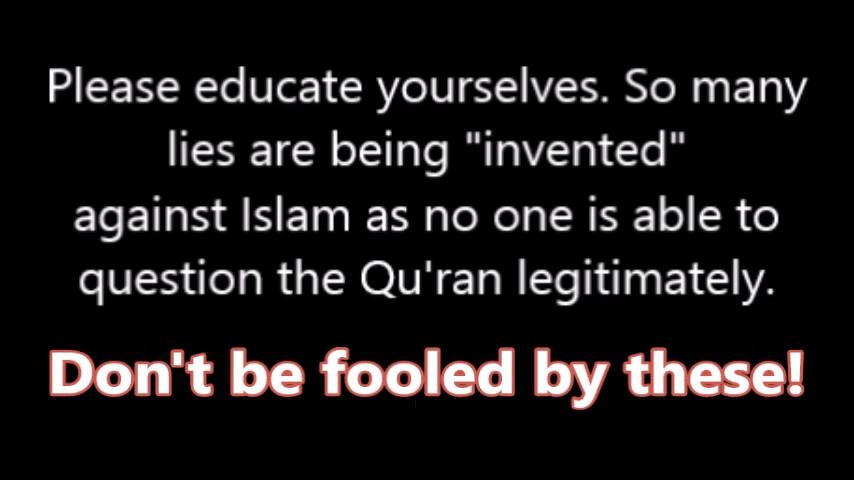 Please educate yourselves. So many
lies are being "invented"
against Islam as no one is able to
question the Qu'ran legitimately.
Don't be fooled by these!